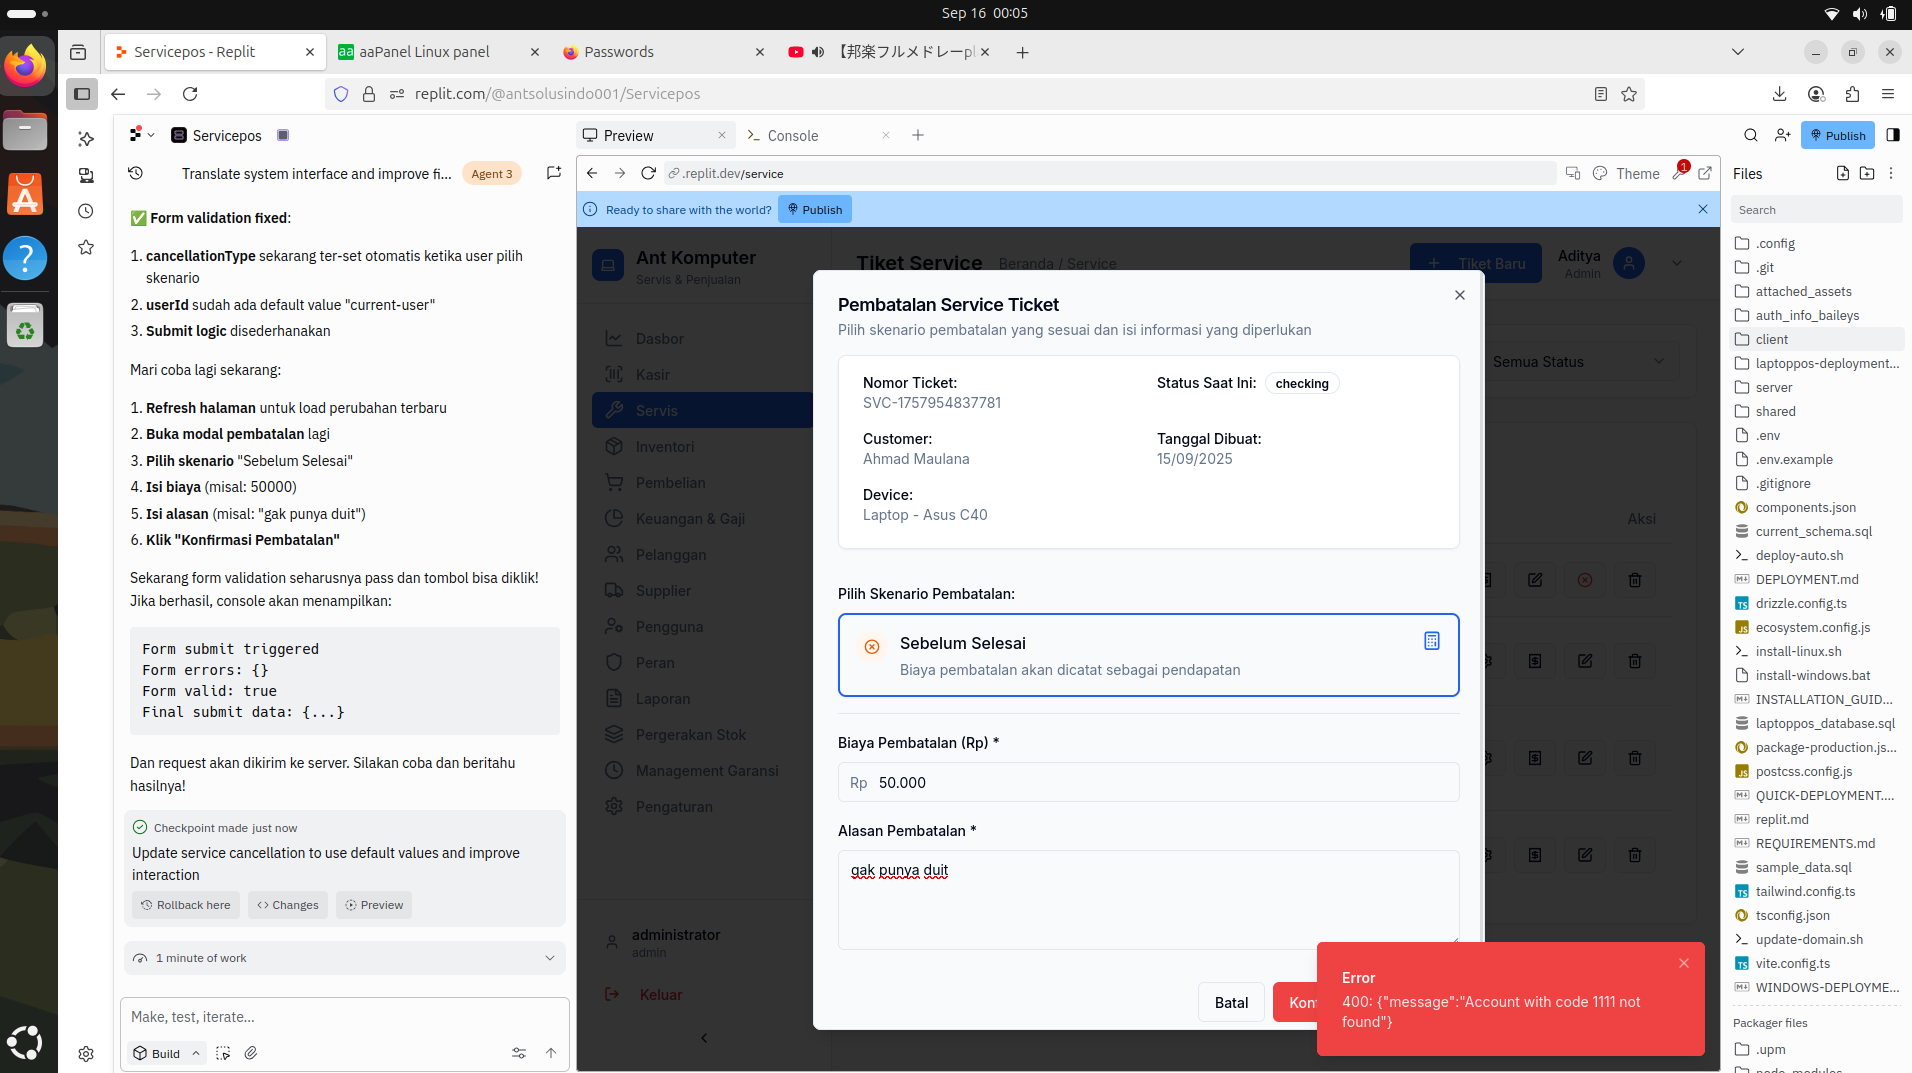 Sep 16  00:05
Servicepos - Replit
aaPanel Linux panel
Passwords
【邦楽フルメドレーpl
replit.com/@antsolusindo001/Servicepos
Servicepos
Preview
Console
Publish
Translate system interface and improve fi...
Agent 3
.replit.dev/service
Theme
1
Files
Ready to share with the world?
Publish
Search
✅ Form validation fixed:
1. cancellationType sekarang ter-set otomatis ketika user pilih
skenario
2. userId sudah ada default value "current-user"
3. Submit logic disederhanakan
Mari coba lagi sekarang:
1. Refresh halaman untuk load perubahan terbaru
2. Buka modal pembatalan lagi
3. Pilih skenario "Sebelum Selesai"
4. Isi biaya (misal: 50000)
5. Isi alasan (misal: "gak punya duit")
6. Klik "Konfirmasi Pembatalan"
Sekarang form validation seharusnya pass dan tombol bisa diklik!
Jika berhasil, console akan menampilkan:
Form submit triggered
Form errors: {}
Form valid: true
Final submit data: {...}
Dan request akan dikirim ke server. Silakan coba dan beritahu
hasilnya!
Checkpoint made just now
Update service cancellation to use default values and improve
interaction
Rollback here
Changes
Preview
1 minute of work
Make, test, iterate...
Build
Ant Komputer
Servis & Penjualan
Dasbor
Kasir
Servis
Inventori
Pembelian
Keuangan & Gaji
Pelanggan
Supplier
Pengguna
Peran
Laporan
Pergerakan Stok
Management Garansi
Pengaturan
administrator
admin
Keluar
Tiket Service
Beranda / Service
Tiket Baru
Aditya
Admin
Semua Status
Aksi
Pembatalan Service Ticket
Pilih skenario pembatalan yang sesuai dan isi informasi yang diperlukan
Nomor Ticket:
SVC-1757954837781
Status Saat Ini: checking
Customer:
Ahmad Maulana
Tanggal Dibuat:
15/09/2025
Device:
Laptop - Asus C40
Pilih Skenario Pembatalan:
Sebelum Selesai
Biaya pembatalan akan dicatat sebagai pendapatan
Biaya Pembatalan (Rp) *
Rp 50.000
Alasan Pembatalan *
gak punya duit
Batal
Kon
Error
400: {"message":"Account with code 1111 not
found"}
.config
.git
attached_assets
auth_info_baileys
client
laptoppos-deployment...
server
shared
.env
.env.example
.gitignore
components.json
current_schema.sql
deploy-auto.sh
DEPLOYMENT.md
drizzle.config.ts
ecosystem.config.js
install-linux.sh
install-windows.bat
INSTALLATION_GUID...
laptoppos_database.sql
package-production.js...
postcss.config.js
QUICK-DEPLOYMENT....
replit.md
REQUIREMENTS.md
sample_data.sql
tailwind.config.ts
tsconfig.json
update-domain.sh
vite.config.ts
WINDOWS-DEPLOYME...
Packager files
.upm
node_modules